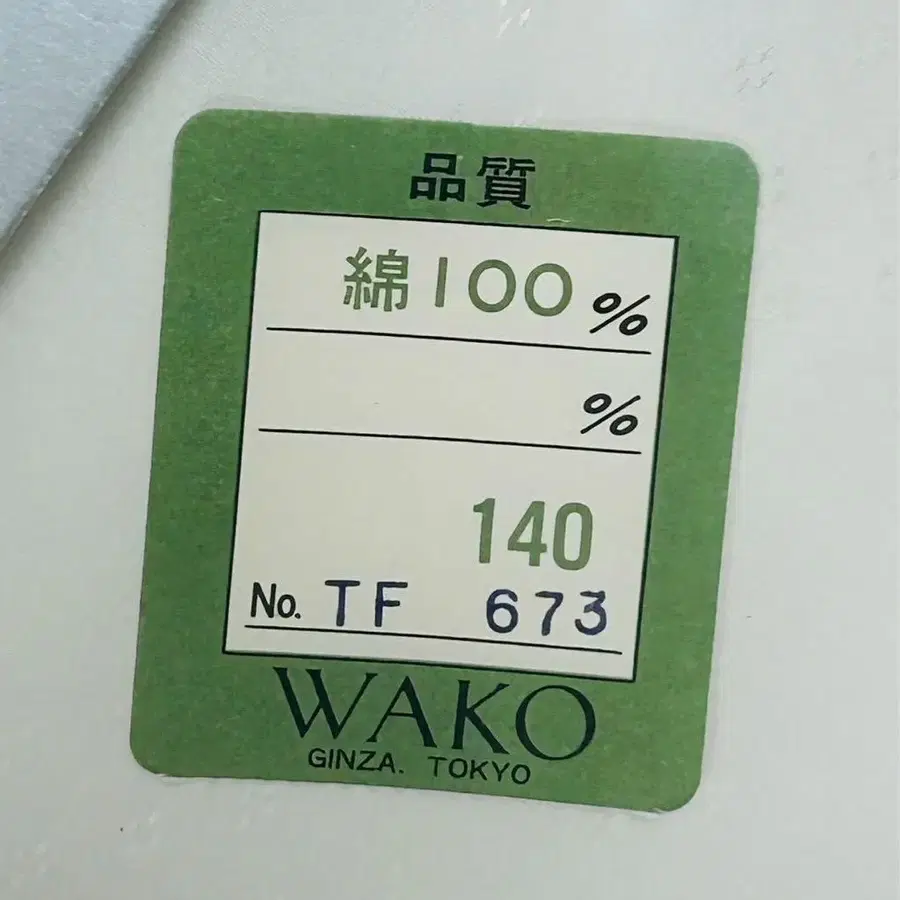 品質
綿100%
%
140
No. TF 673
WAKO
GINZA. TOKYO